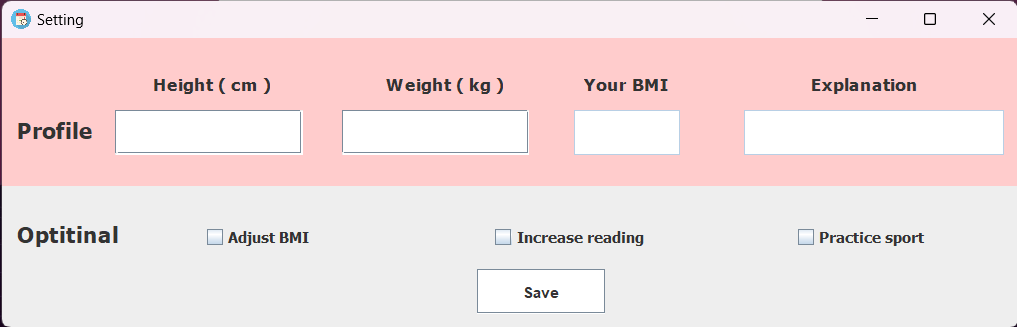 Setting
Height ( cm ) Weight ( kg ) Your BMI Explanation
Profile
Optitinal Adjust BMI Increase reading Practice sport
Save